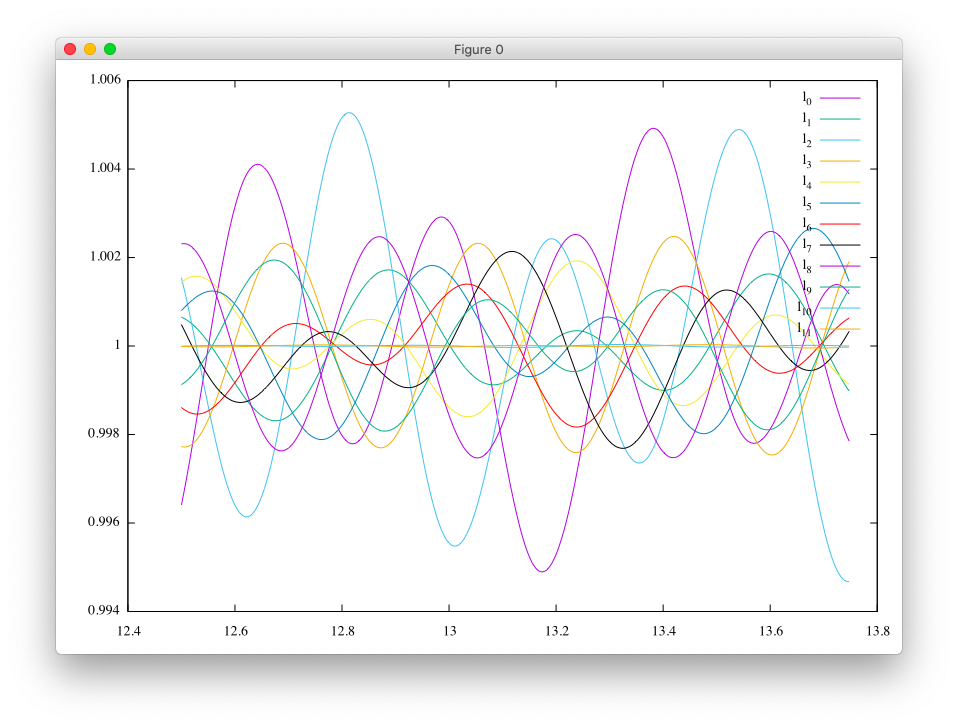 Figure 0
1.006
1.004
1.002
1
0.998
0.996
0.994
12.4 12.6 12.8 13 13.2 13.4 13.6 13.8
l₀
l₁
l₂
l₃
l₄
l₅
l₆
l₇
l₈
l₉
l₁₀
l₁₁